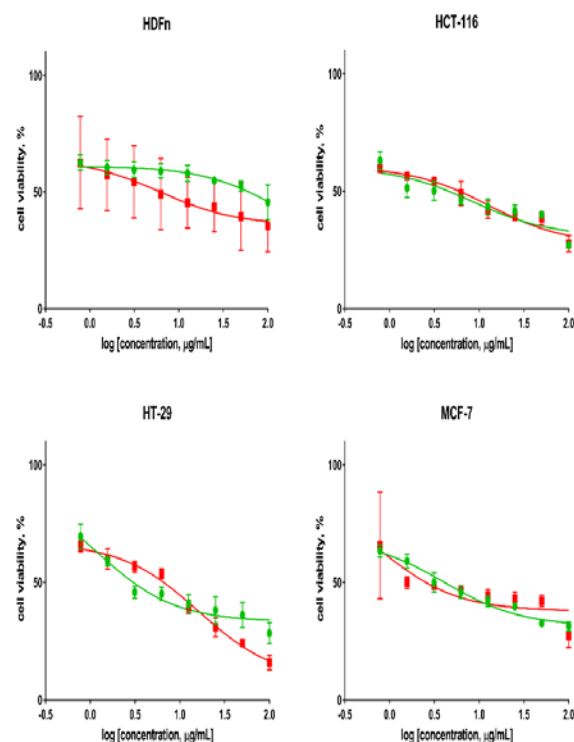 HDFn
HCT-116
100
50
0
cell viability, %
-0.5 0.0 0.5 1.0 1.5 2.0
log [concentration, µg/mL]
100
50
0
cell viability, %
-0.5 0.0 0.5 1.0 1.5 2.0
log [concentration, µg/mL]
HT-29
MCF-7
100
50
0
cell viability, %
-0.5 0.0 0.5 1.0 1.5 2.0
log [concentration, µg/mL]
100
50
0
cell viability, %
-0.5 0.0 0.5 1.0 1.5 2.0
log [concentration, µg/mL]